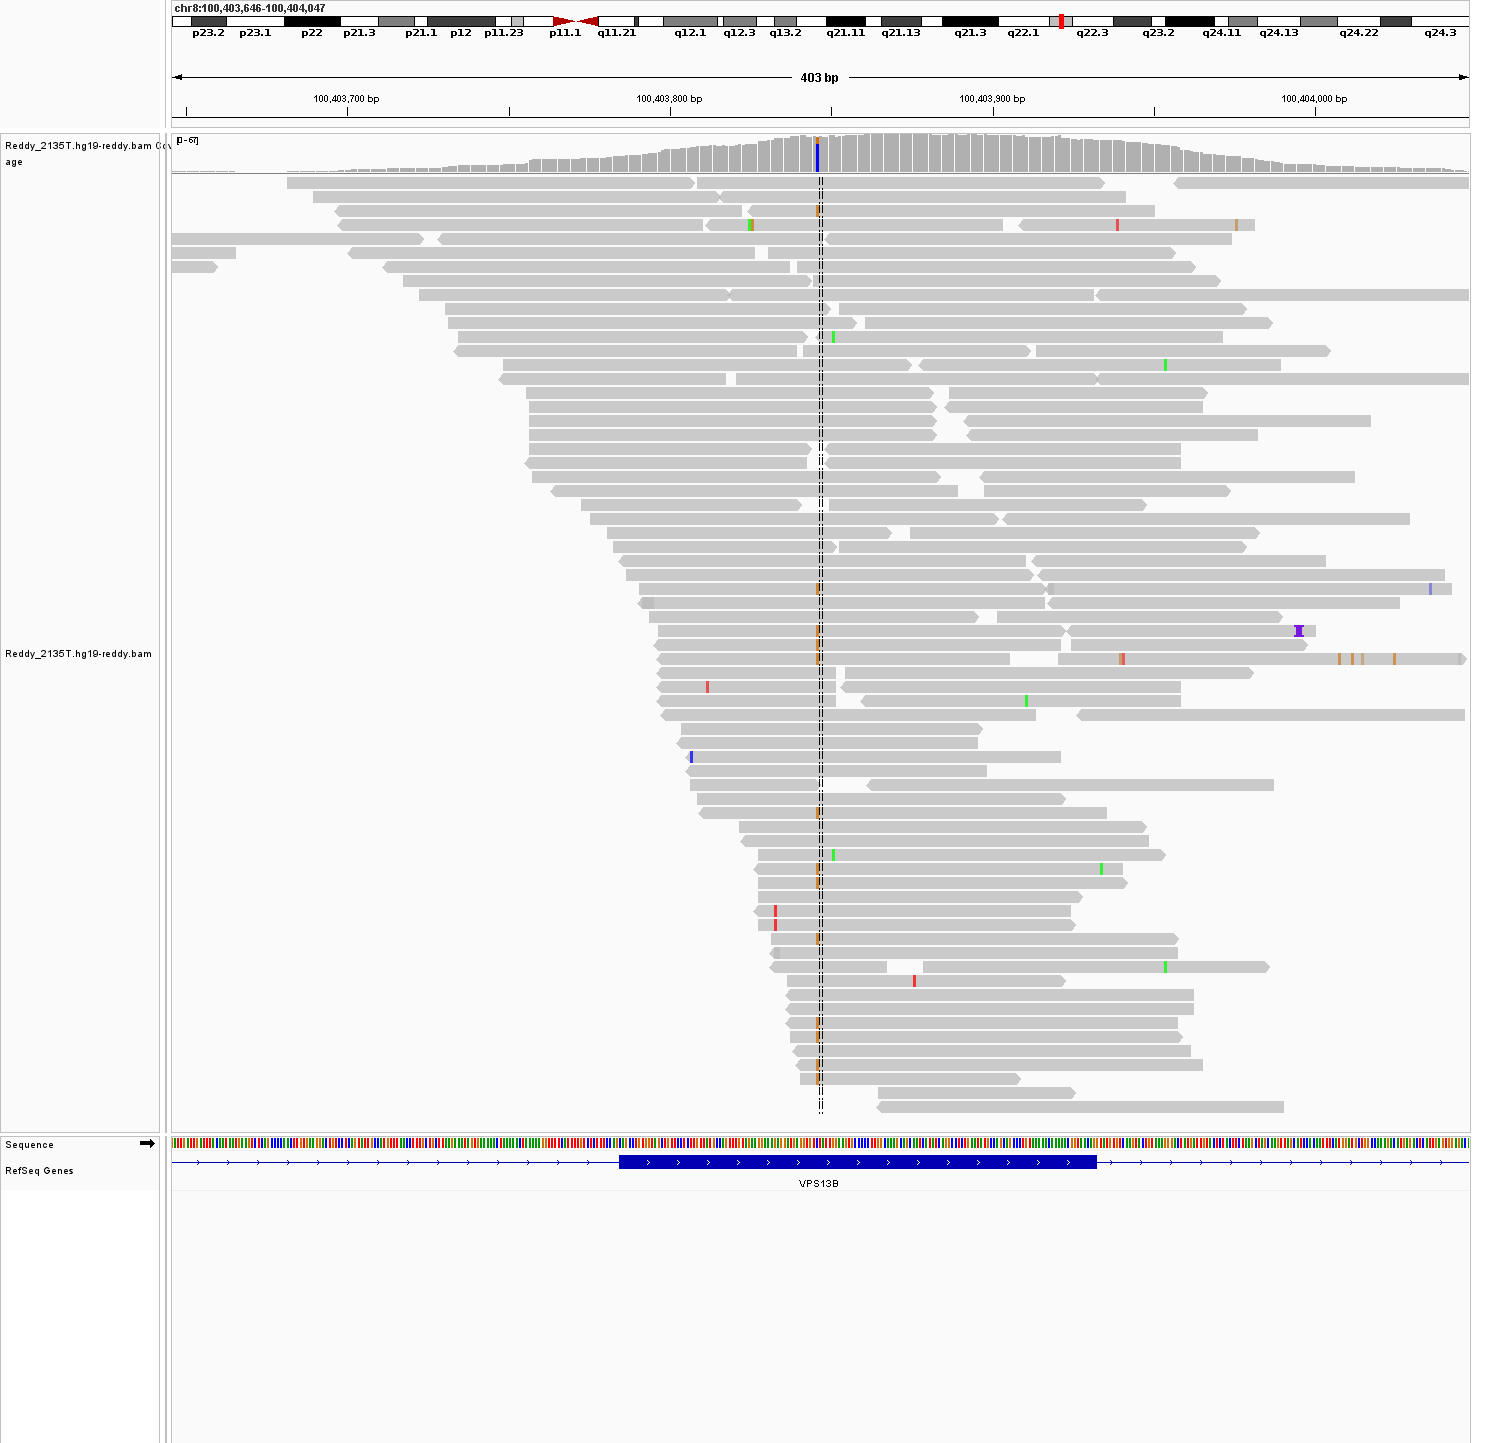 chr8:100,403,646-100,404,047
p23.2 p23.1 p22 p21.3 p21.1 p12 p11.23 p11.1 q11.21 q12.1 q12.3 q13.2 q21.11 q21.13 q21.3 q22.1 q22.3 q23.2 q24.11 q24.13 q24.22 q24.3
403 bp
100,403,700 bp 100,403,800 bp 100,403,900 bp 100,404,000 bp
Reddy_2135T.hg19-reddy.bam Cov
age
[0 - 67]
Reddy_2135T.hg19-reddy.bam
Sequence
RefSeq Genes
VPS13B